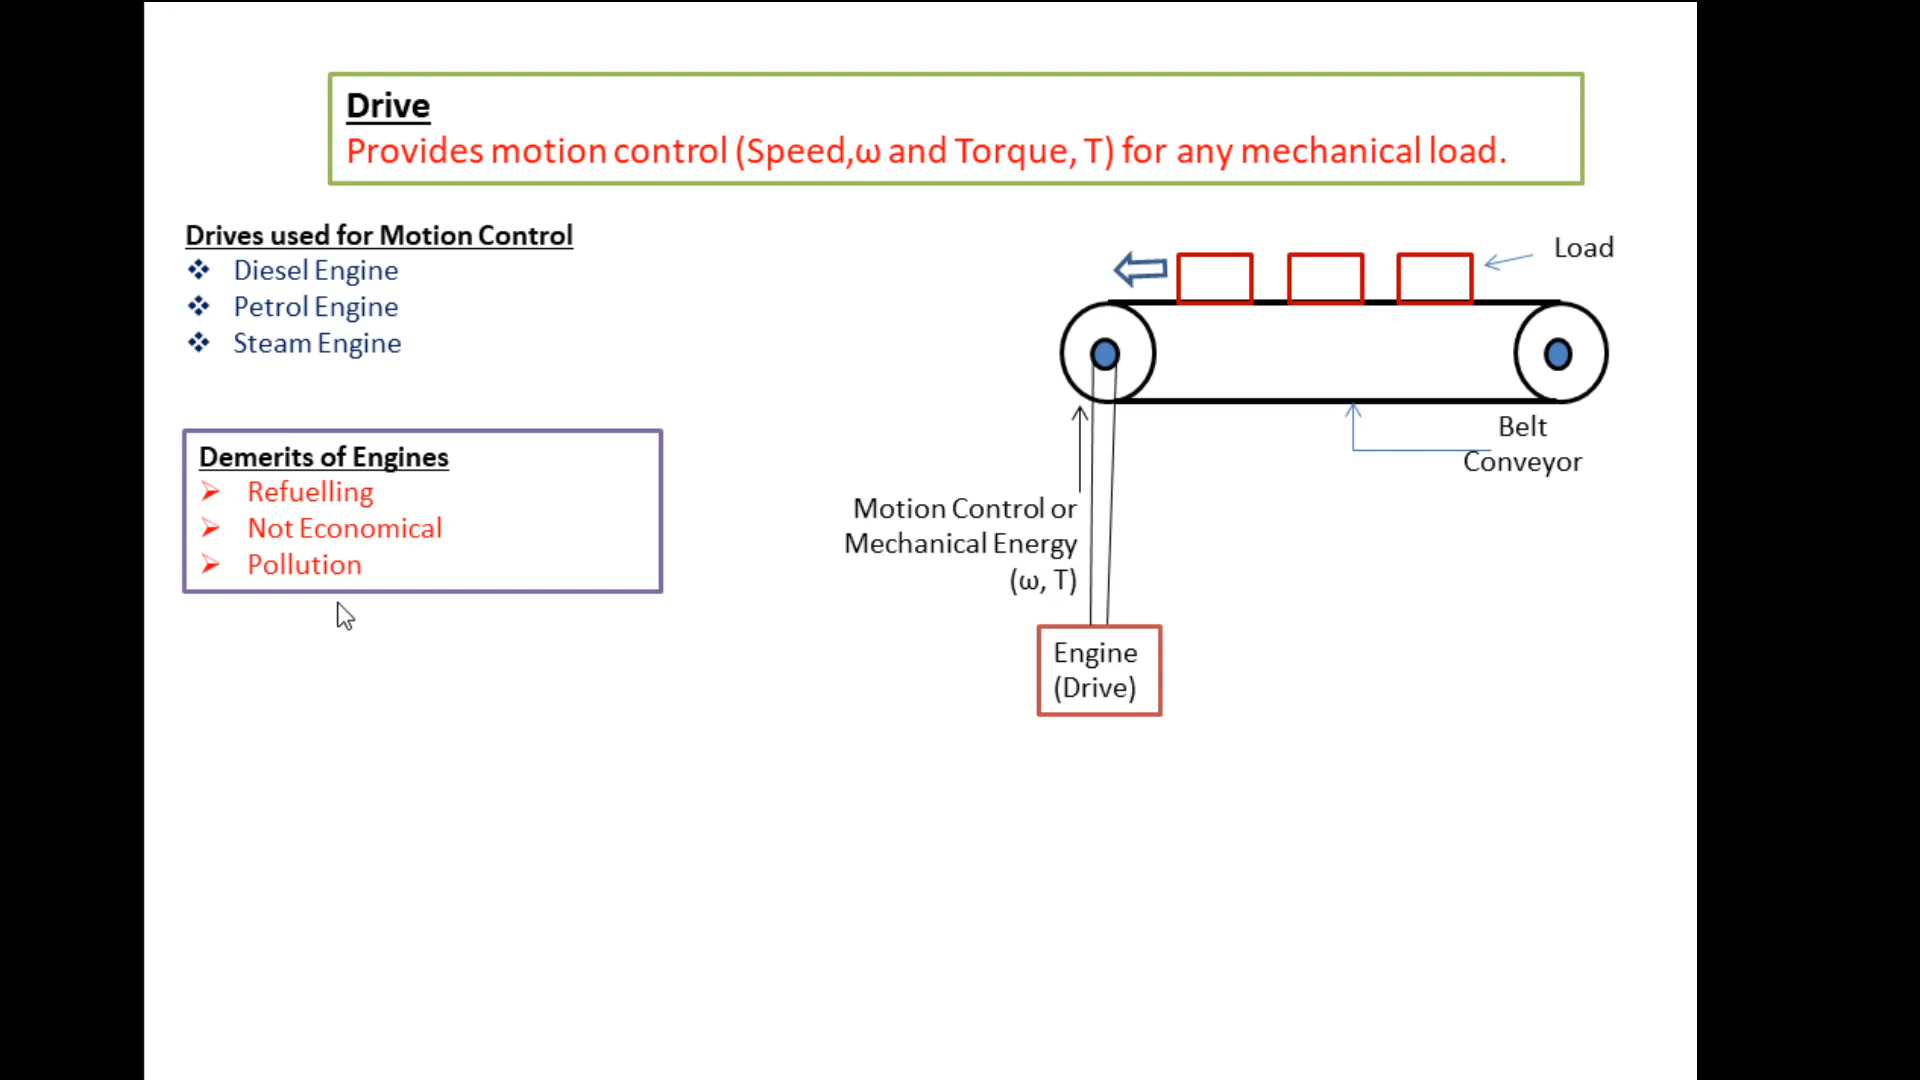 Drive
Provides motion control (Speed,ω and Torque, T) for any mechanical load.
Drives used for Motion Control
Diesel Engine
Petrol Engine
Steam Engine
Demerits of Engines
Refuelling
Not Economical
Pollution
Load
Belt
Conveyor
Motion Control or
Mechanical Energy
(ω, T)
Engine
(Drive)